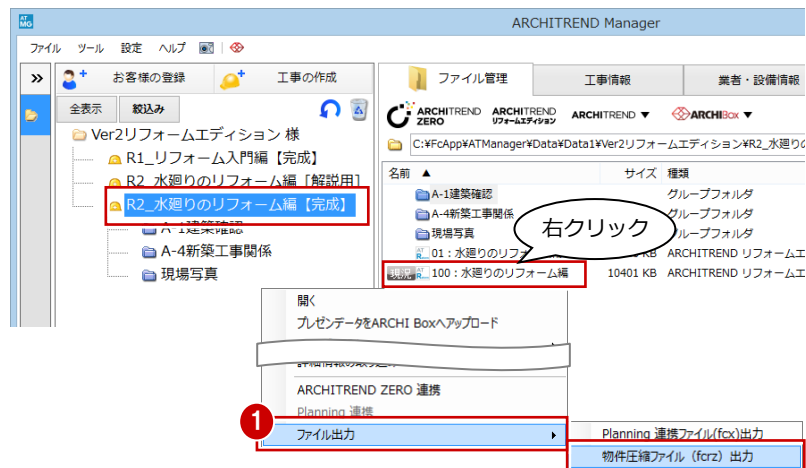 AT MG
ARCHITREND Manager
ファイル ツール 設定 ヘルプ
» お客様の登録 工事の作成
全表示 絞込み
Ver2リフォームエディション 様
R1_リフォーム入門編【完成】
R2_水廻りのリフォーム編［解説用］
R2_水廻りのリフォーム編【完成】
A-1建築確認
A-4新築工事関係
現場写真
ファイル管理 工事情報 業者・設備情報
ARCHITREND ZERO ARCHITREND リフォームエディション ARCHITREND ▼ ARCHIBox ▼
C:¥FcApp¥ATManager¥Data¥Data1¥Ver2リフォームエディション¥R2_水廻りの
名前 ▲ サイズ 種類
A-1建築確認 グループフォルダ
A-4新築工事関係 グループフォルダ
現場写真 グループフォルダ
01：水廻りのリフォ KB ARCHITREND リフォームエ
現況 100：水廻りのリフォーム編 10401 KB ARCHITREND リフォームエ
右クリック
開く
プレゼンデータをARCHI Boxへアップロード
ARCHITREND ZERO 連携
Planning 連携
1
ファイル出力
Planning 連携ファイル(fcx)出力
物件圧縮ファイル（fcrz）出力